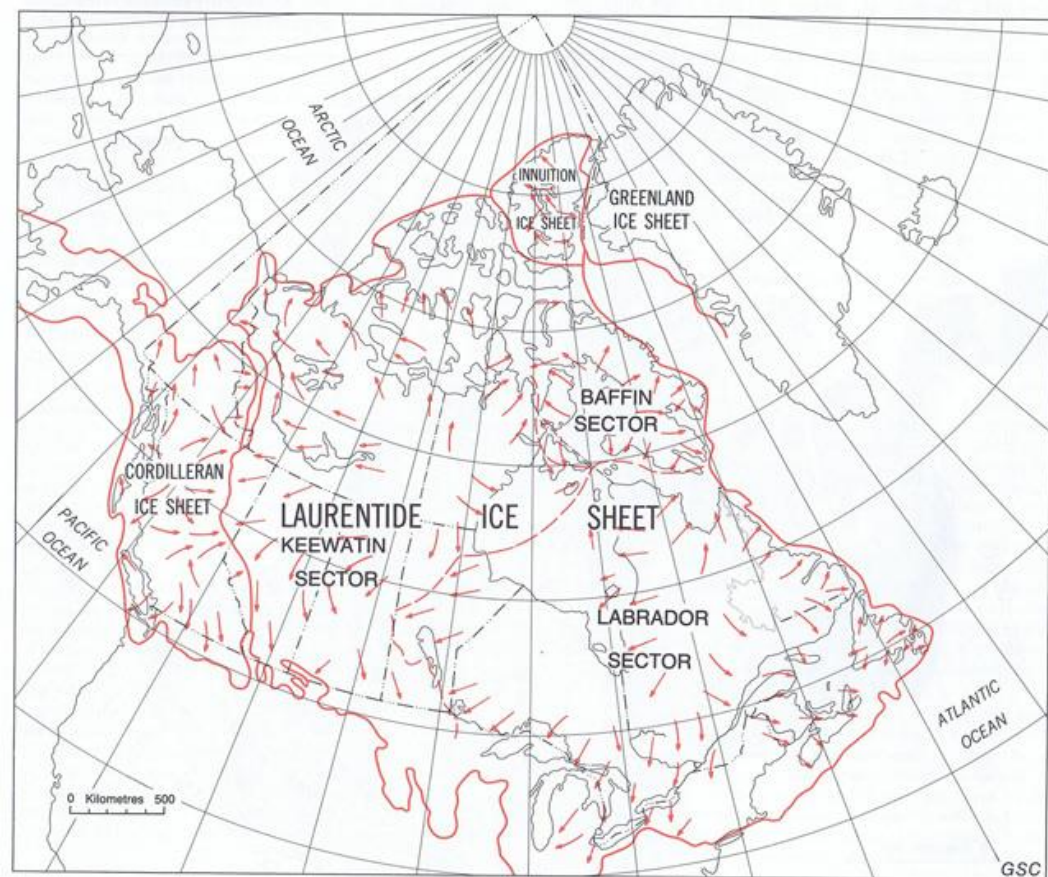 ARCTIC
OCEAN
INNUITION
ICE SHEET
GREENLAND
ICE SHEET
BAFFIN
SECTOR
CORDILLERAN
ICE SHEET
PACIFIC
OCEAN
LAURENTIDE ICE SHEET
KEEWATIN
SECTOR
LABRADOR
SECTOR
ATLANTIC
OCEAN
0 Kilometres 500
GSC